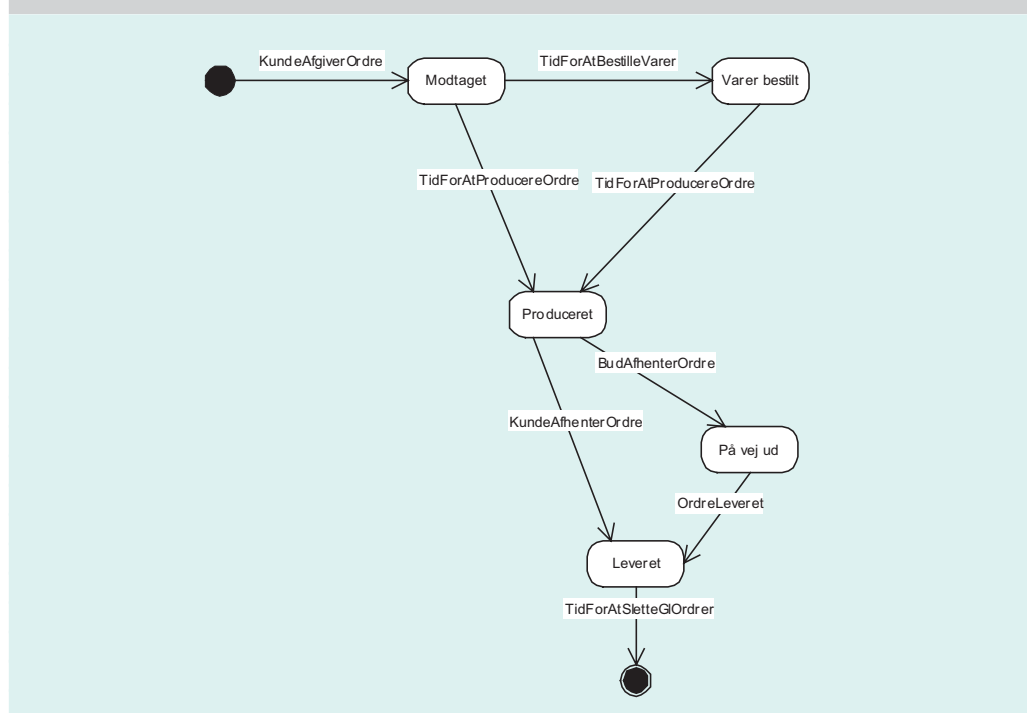 KundeAfgiverOrdre
TidForAtBestilleVarer
Modtaget
Varer bestilt
TidForAtProducereOrdre
TidForAtProducereOrdre
Produceret
BudAfhenterOrdre
KundeAfhenterOrdre
På vej ud
OrdreLeveret
Leveret
TidForAtSletteGlOrdrer